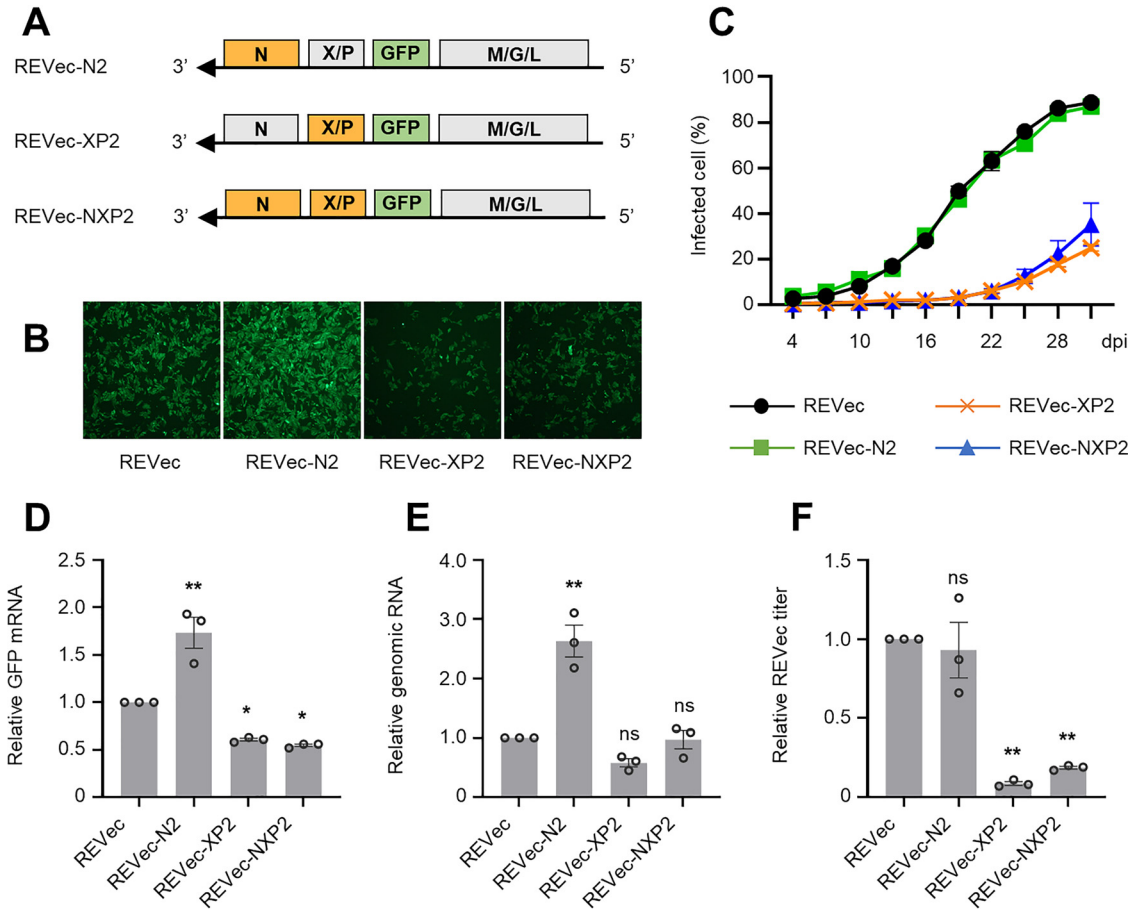 A
REVec-N2 3′ N X/P GFP M/G/L 5′
REVec-XP2 3′ N X/P GFP M/G/L 5′
REVec-NXP2 3′ N X/P GFP M/G/L 5′
B
REVec REVec-N2 REVec-XP2 REVec-NXP2
C
Infected cell (%)
100
80
60
40
20
0
4 10 16 22 28 dpi
REVec REVec-XP2
REVec-N2 REVec-NXP2
D
Relative GFP mRNA
2.5
2.0
1.5
1.0
0.5
0
** * *
REVec REVec-N2 REVec-XP2 REVec-NXP2
E
Relative genomic RNA
4.0
3.0
2.0
1.0
0
** ns ns
REVec REVec-N2 REVec-XP2 REVec-NXP2
F
Relative REVec titer
1.5
1.0
0.5
0
ns ** **
REVec REVec-N2 REVec-XP2 REVec-NXP2